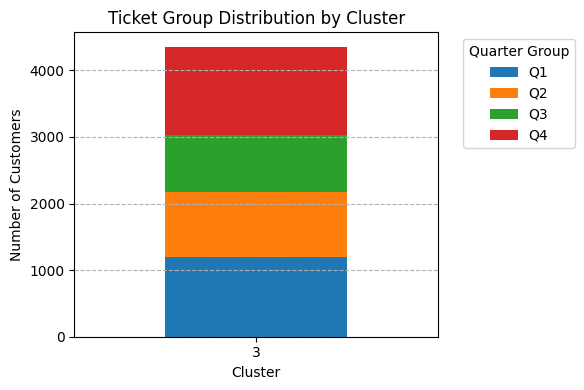 Ticket Group Distribution by Cluster
Number of Customers
4000
3000
2000
1000
0
3
Cluster
Quarter Group
Q1
Q2
Q3
Q4